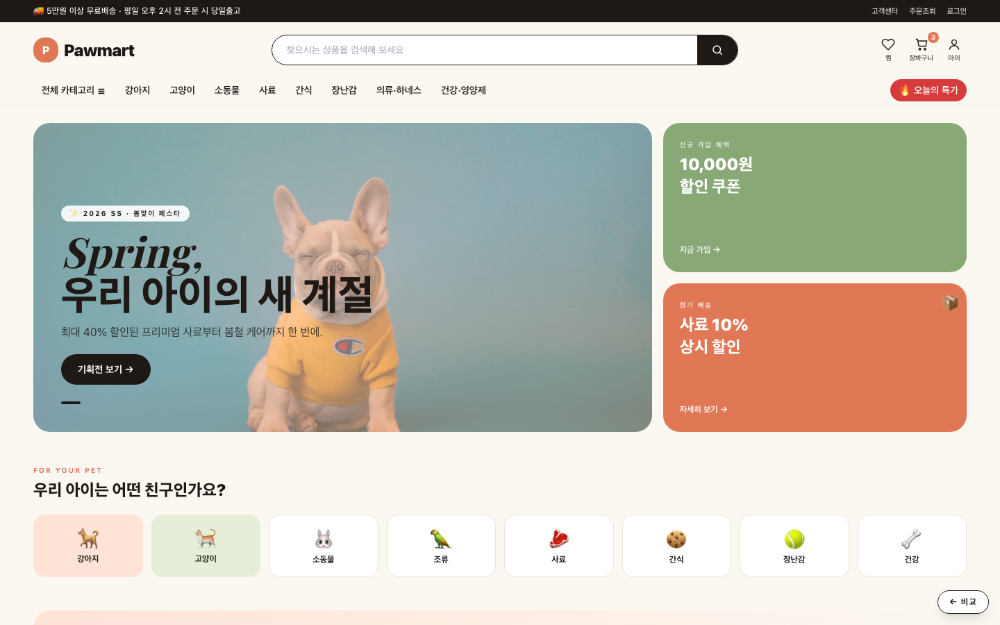 🚚 5만원 이상 무료배송 · 평일 오후 2시 전 주문 시 당일출고
고객센터 주문조회 로그인
P Pawmart
찾으시는 상품을 검색해 보세요
찜
3
장바구니
마이
전체 카테고리 ≡ 강아지 고양이 소동물 사료 간식 장난감 의류·하네스 건강·영양제
🔥 오늘의 특가
✨ 2026 SS · 봄맞이 페스타
Spring,
우리 아이의 새 계절
최대 40% 할인된 프리미엄 사료부터 봄철 케어까지 한 번에.
기획전 보기 →
신규 가입 혜택
10,000원
할인 쿠폰
지금 가입 →
정기 배송
사료 10%
상시 할인
자세히 보기 →
FOR YOUR PET
우리 아이는 어떤 친구인가요?
강아지 고양이 소동물 조류 사료 간식 장난감 건강
← 비교